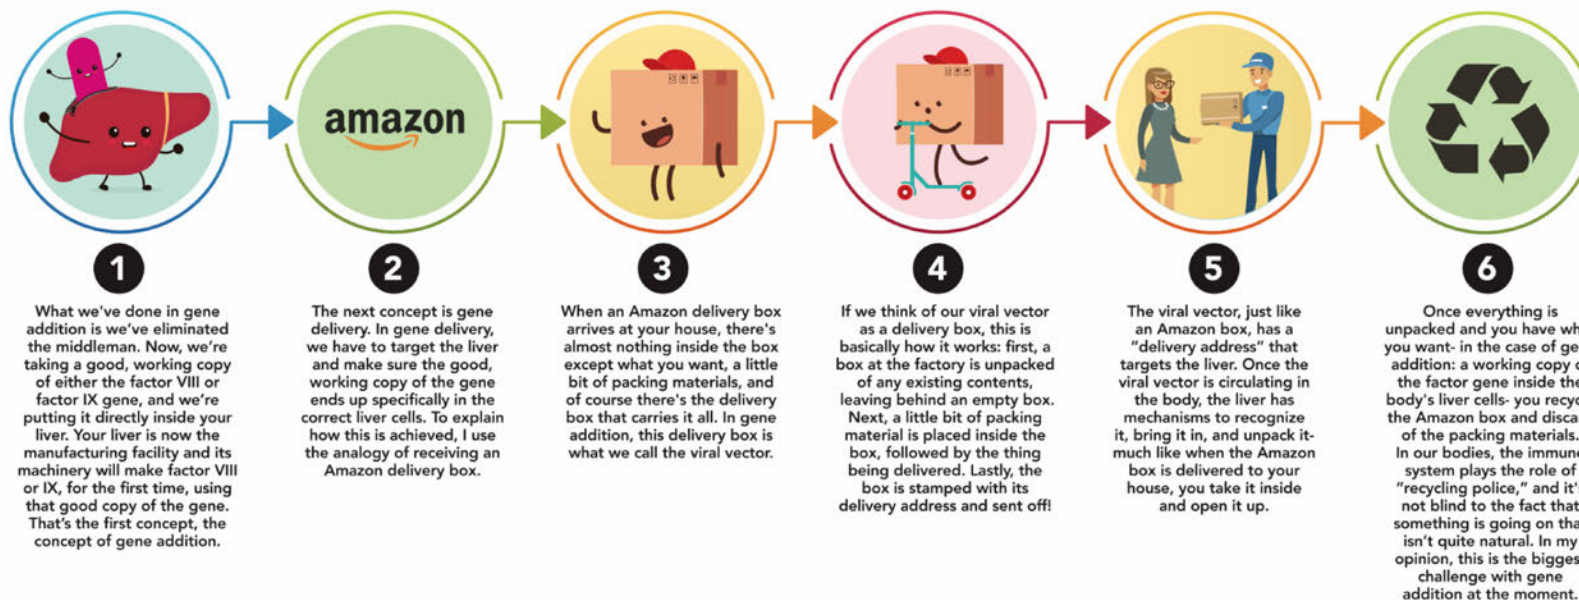 amazon
1
What we've done in gene
addition is we've eliminated
the middleman. Now, we're
taking a good, working copy
of either the factor VIII or
factor IX gene, and we're
putting it directly inside your
liver. Your liver is now the
manufacturing facility and its
machinery will make factor VIII
or IX, for the first time, using
that good copy of the gene.
That's the first concept, the
concept of gene addition.
2
The next concept is gene
delivery. In gene delivery,
we have to target the liver
and make sure the good,
working copy of the gene
ends up specifically in the
correct liver cells. To explain
how this is achieved, I use
the analogy of receiving an
Amazon delivery box.
3
When an Amazon delivery box
arrives at your house, there's
almost nothing inside the box
except what you want, a little
bit of packing materials, and
of course there's the delivery
box that carries it all. In gene
addition, this delivery box is
what we call the viral vector.
4
If we think of our viral vector
as a delivery box, this is
basically how it works: first, a
box at the factory is unpacked
of any existing contents,
leaving behind an empty box.
Next, a little bit of packing
material is placed inside the
box, followed by the thing
being delivered. Lastly, the
box is stamped with its
delivery address and sent off!
5
The viral vector, just like
an Amazon box, has a
"delivery address" that
targets the liver. Once the
viral vector is circulating in
the body, the liver has
mechanisms to recognize
it, bring it in, and unpack it-
much like when the Amazon
box is delivered to your
house, you take it inside
and open it up.
6
Once everything is
unpacked and you have wh
you want- in the case of ge
addition: a working copy o
the factor gene inside the
body's liver cells- you recyc
the Amazon box and discar
of the packing materials.
In our bodies, the immune
system plays the role of
"recycling police," and it's
not blind to the fact that
something is going on tha
isn't quite natural. In my
opinion, this is the bigges
challenge with gene
addition at the moment.